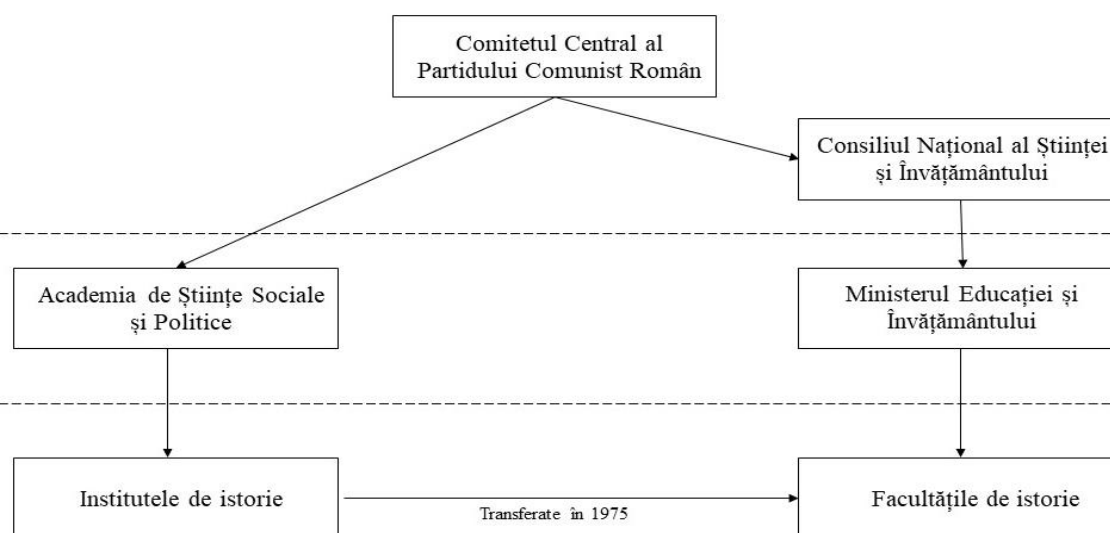 Comitetul Central al
Partidului Comunist Român
Consiliul Național al Științei
și Învățământului
Academia de Științe Sociale
și Politice
Ministerul Educației și
Învățământului
Institutele de istorie
Transferate în 1975
Facultățile de istorie